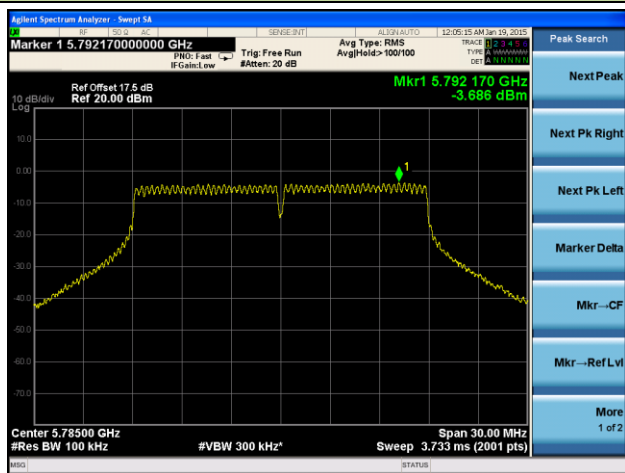 Agilent Spectrum Analyzer - Swept SA
RF 50 Ω AC SENSE:INT ALIGN AUTO 12:05:15 AM Jan 19, 2015
Marker 1 5.792170000000 GHz
PNO: Fast
IFGain:Low
Trig: Free Run
#Atten: 20 dB
Avg Type: RMS
Avg|Hold:>100/100
TRACE 1 2 3 4 5 6
TYPE
DET A N N N N N
Peak Search
Mkr1 5.792 170 GHz
-3.686 dBm
Ref Offset 17.5 dB
10 dB/div Ref 20.00 dBm
Log
10.0
0.00
-10.0
-20.0
-30.0
-40.0
-50.0
-60.0
-70.0
1
Next Peak
Next Pk Right
Next Pk Left
Marker Delta
Mkr→CF
Mkr→Ref Lvl
More
1 of 2
Center 5.78500 GHz Span 30.00 MHz
#Res BW 100 kHz #VBW 300 kHz* Sweep 3.733 ms (2001 pts)
MSG STATUS